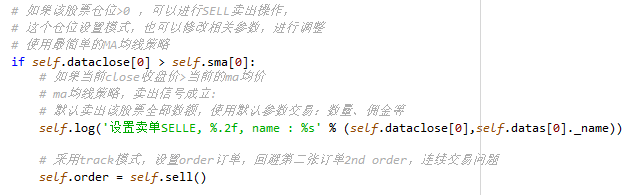 # 如果该股票仓位>0 ，可以进行SELL卖出操作，
# 这个仓位设置模式，也可以修改相关参数，进行调整
# 使用最简单的MA均线策略
if self.dataclose[0] > self.sma[0]:
# 如果当前close收盘价>当前的ma均价
# ma均线策略，卖出信号成立:
# 默认卖出该股票全部数额，使用默认参数交易：数量、佣金等
self.log('设置卖单SELLE, %.2f, name : %s' % (self.dataclose[0],self.datas[0]._name))
# 采用track模式，设置order订单，回避第二张订单2nd order，连续交易问题
self.order = self.sell()